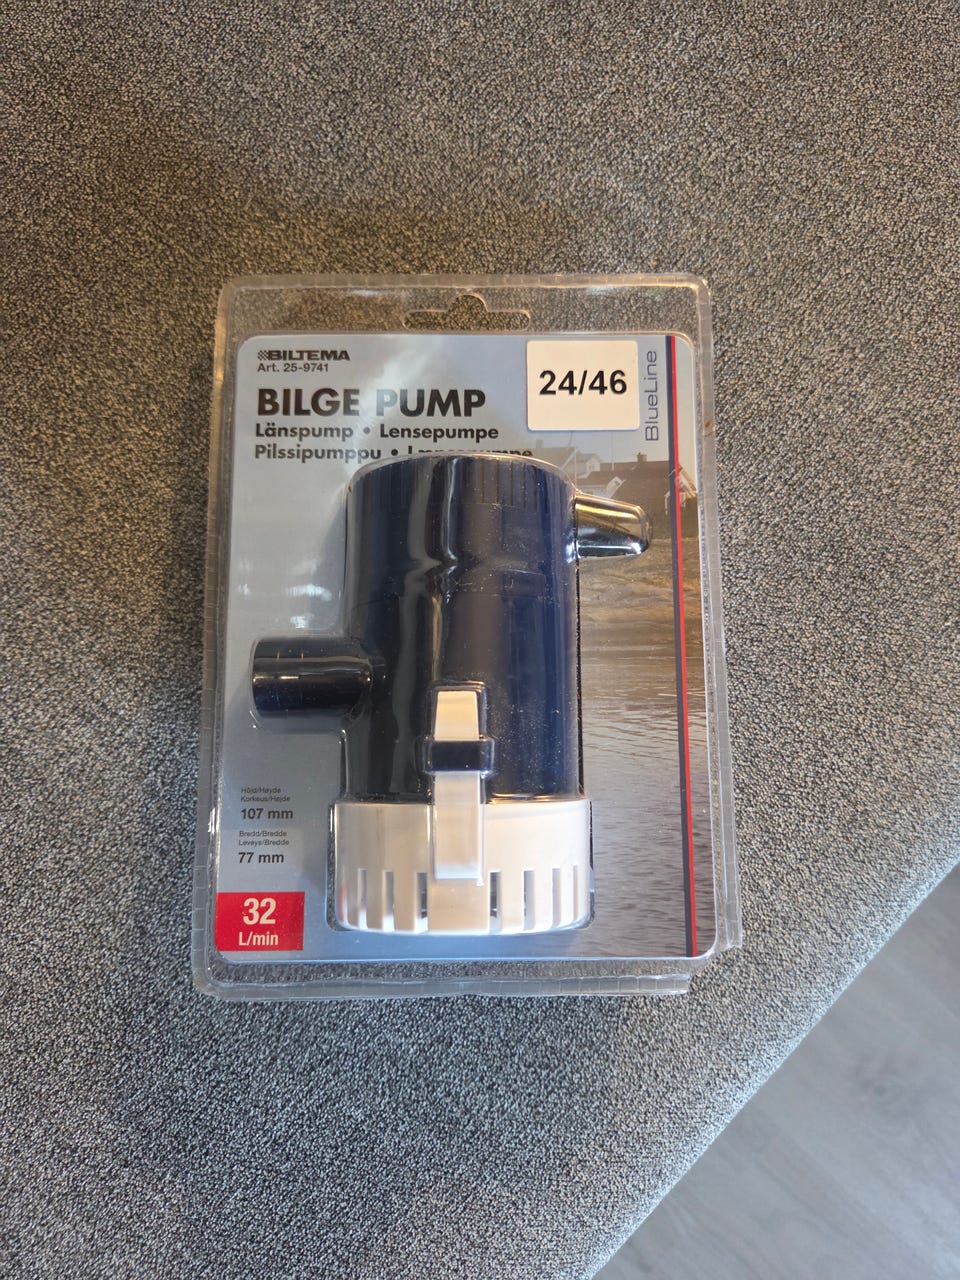 BILTEMA
Art. 25-9741
24/46
BlueLine
BILGE PUMP
Länspump • Lensepumpe
Pilssipumppu •
Höjd/Høyde
Korkeus/Højde
107 mm
Bredd/Bredde
Leveys/Bredde
77 mm
32
L/min